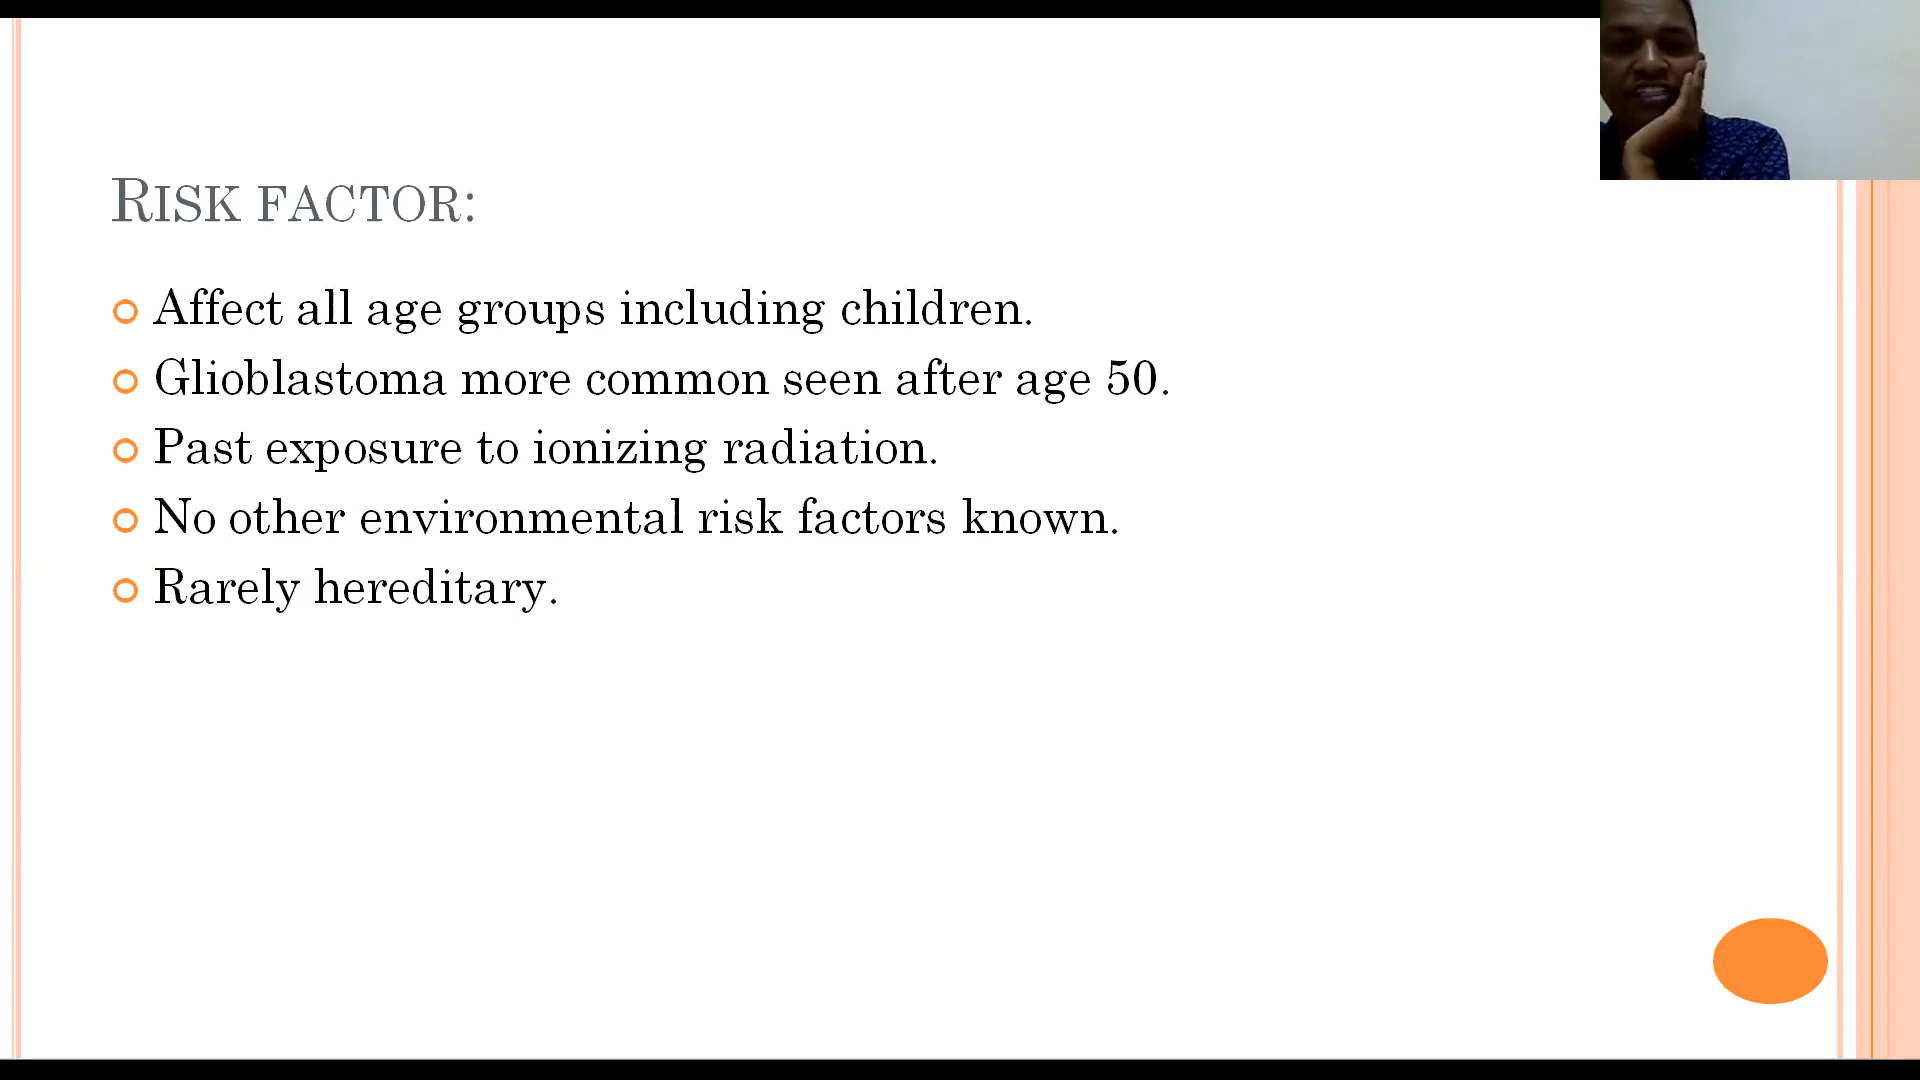 RISK FACTOR:
Affect all age groups including children.
Glioblastoma more common seen after age 50.
Past exposure to ionizing radiation.
No other environmental risk factors known.
Rarely hereditary.